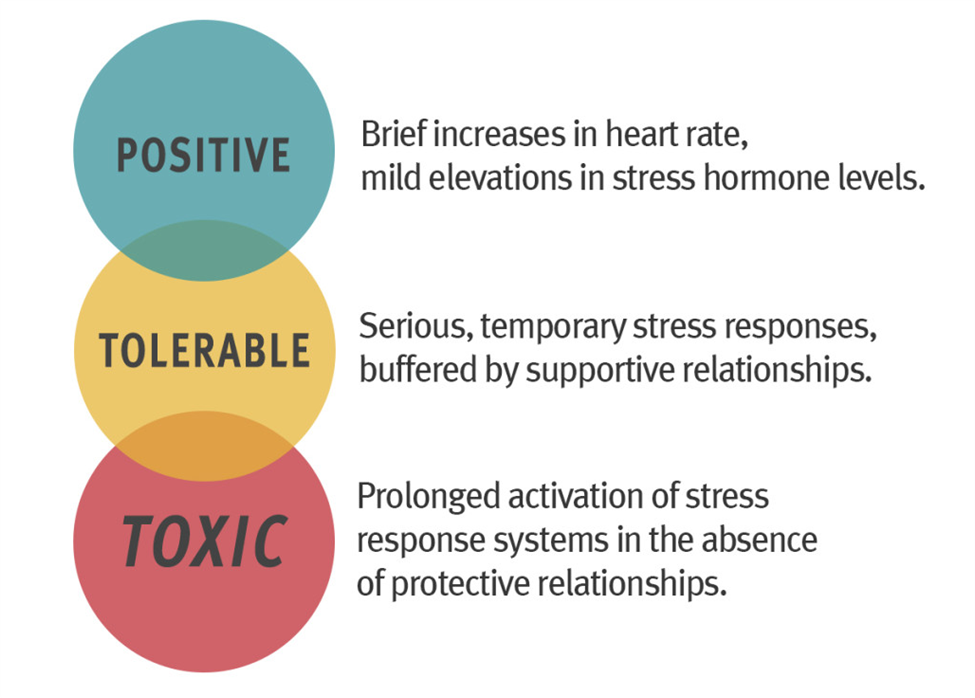 POSITIVE
Brief increases in heart rate,
mild elevations in stress hormone levels.
TOLERABLE
Serious, temporary stress responses,
buffered by supportive relationships.
TOXIC
Prolonged activation of stress
response systems in the absence
of protective relationships.